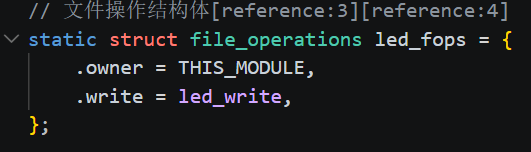 // 文件操作结构体[reference:3][reference:4]
static struct file_operations led_fops = {
    .owner = THIS_MODULE,
    .write = led_write,
};